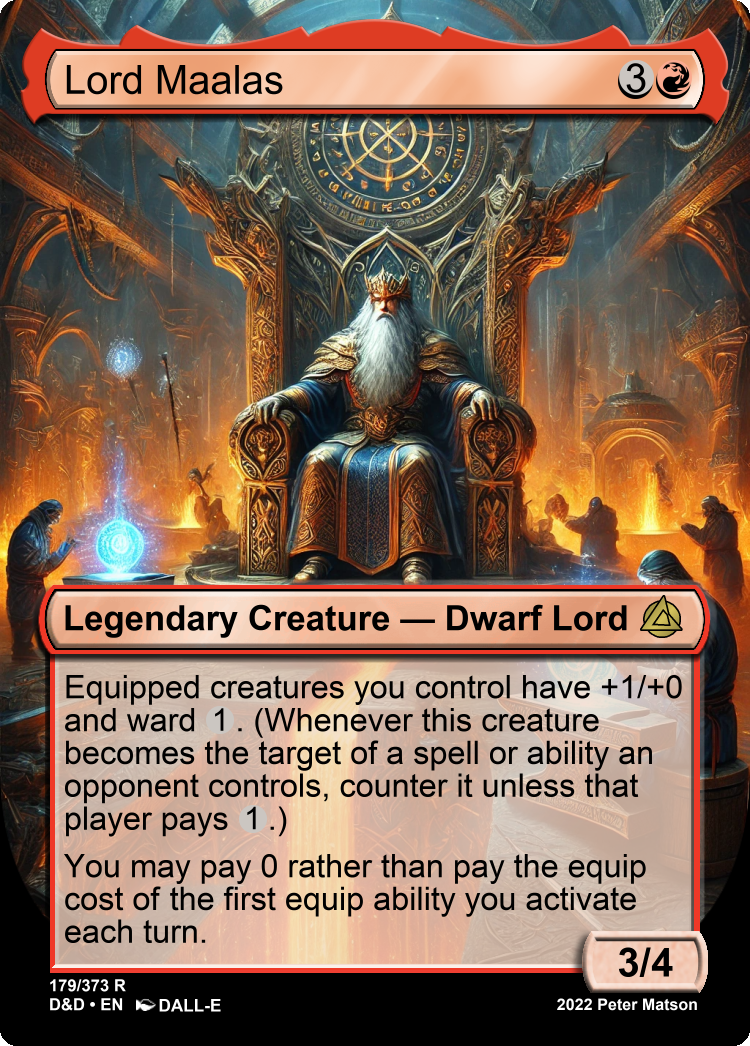 Lord Maalas 3
Legendary Creature — Dwarf Lord
Equipped creatures you control have +1/+0
and ward 1. (Whenever this creature
becomes the target of a spell or ability an
opponent controls, counter it unless that
player pays 1.)
You may pay 0 rather than pay the equip
cost of the first equip ability you activate
each turn.
3/4
179/373 R
D&D • EN DALL-E
2022 Peter Matson